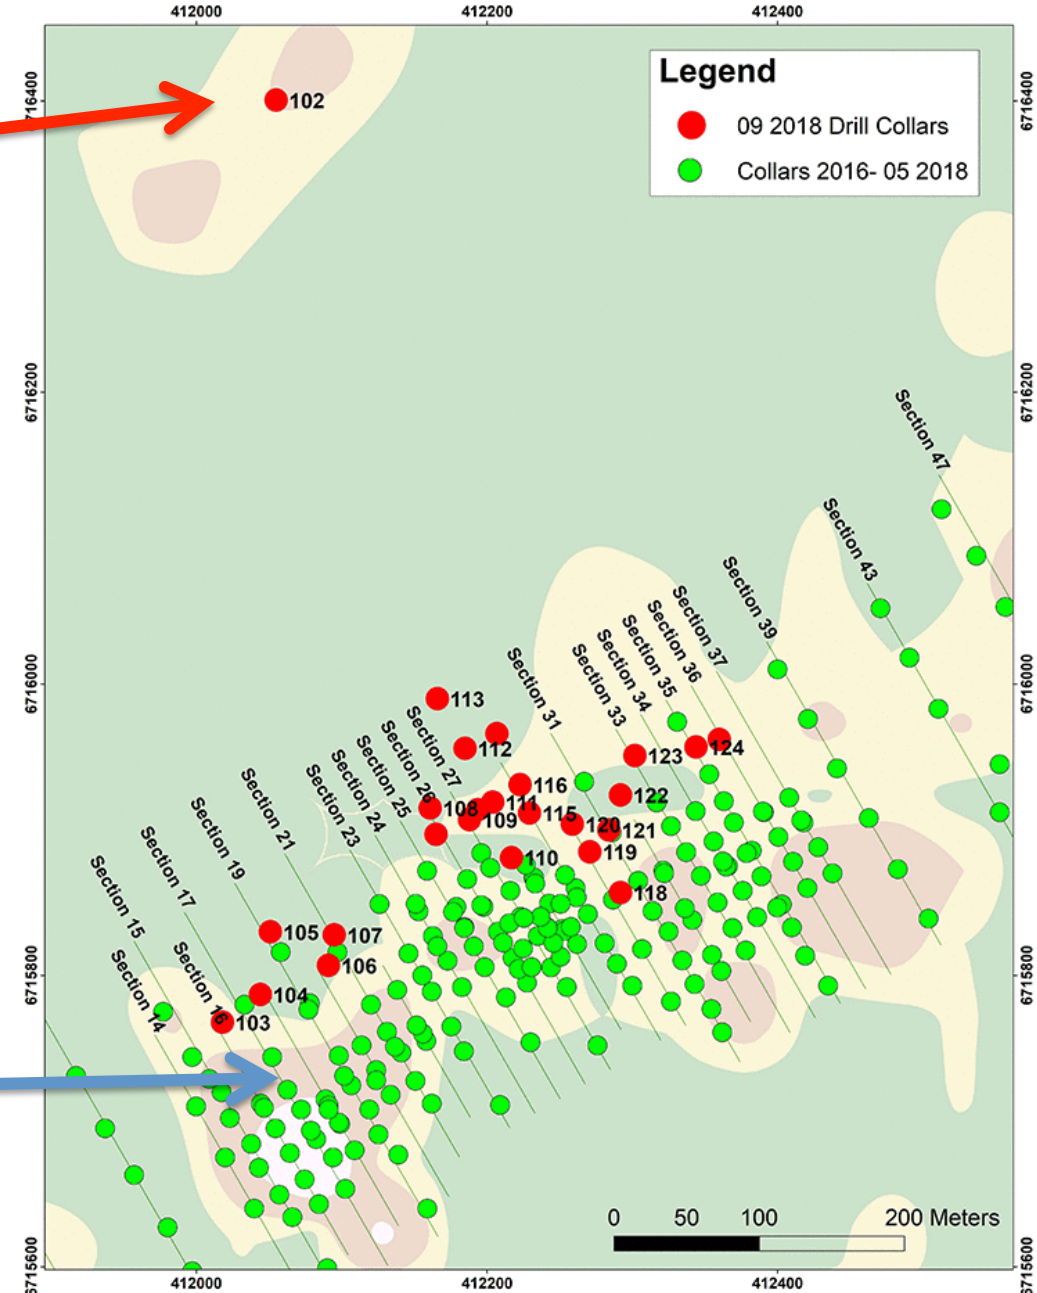 412000
412200
412400
6716400
6716400
Legend
09 2018 Drill Collars
Collars 2016- 05 2018
102
6716200
6716200
Section 47
Section 43
Section 39
Section 37
Section 36
Section 35
Section 34
Section 33
Section 31
6716000
6716000
113
112
124
123
Section 27
Section 26
Section 25
Section 24
Section 23
Section 21
Section 19
Section 17
Section 15
Section 16
Section 14
116
122
108
111
109
115
120
121
110
119
118
105
107
106
104
103
6715800
6715800
0
50
100
200 Meters
6715600
6715600
412000
412200
412400